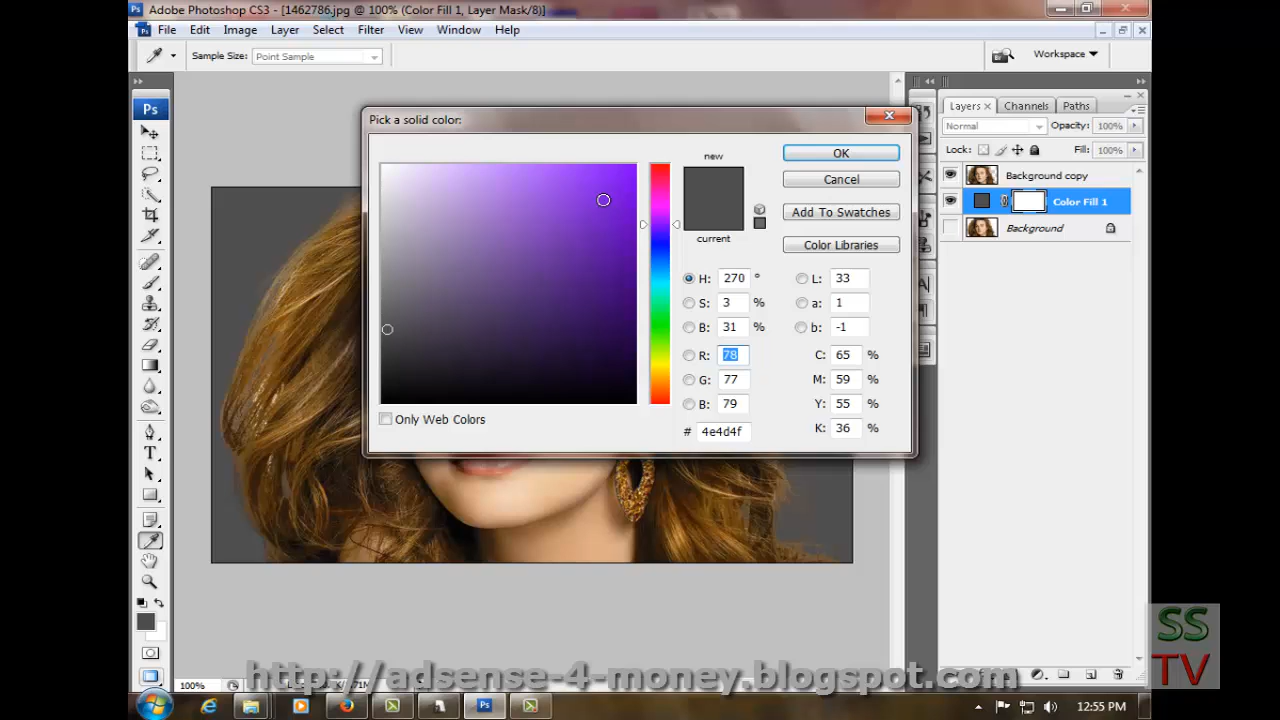 Adobe Photoshop CS3 - [1462786.jpg @ 100% (Color Fill 1, Layer Mask/8)]
Ps File Edit Image Layer Select Filter View Window Help
Sample Size: Point Sample Workspace
Ps
Pick a solid color:
new
current
OK
Cancel
Add To Swatches
Color Libraries
H: 270 ° L: 33
S: 3 % a: 1
B: 31 % b: -1
R: 78 C: 65 %
G: 77 M: 59 %
B: 79 Y: 55 %
# 4e4d4f K: 36 %
Only Web Colors
Layers Channels Paths
Normal Opacity: 100%
Lock: Fill: 100%
Background copy
Color Fill 1
Background
100%
http://adsense-4-money.blogspot.com
SS
TV
Ps
12:55 PM